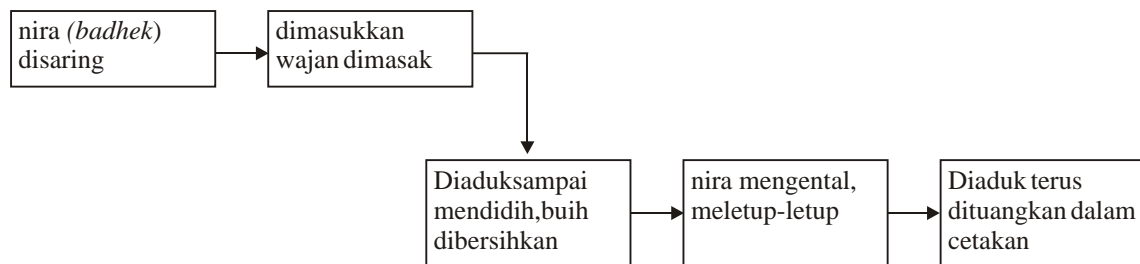 nira (badhek)
disaring
dimasukkan
wajan dimasak
Diaduksampai
mendidih,buih
dibersihkan
nira mengental,
meletup-letup
Diaduk terus
dituangkan dalam
cetakan